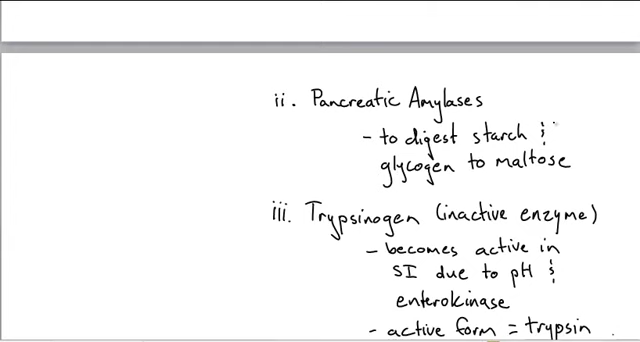 ii. Pancreatic Amylases
- to digest starch &
glycogen to maltose
iii. Trypsinogen (inactive enzyme)
- becomes active in
SI due to pH &
enterokinase
- active form = trypsin